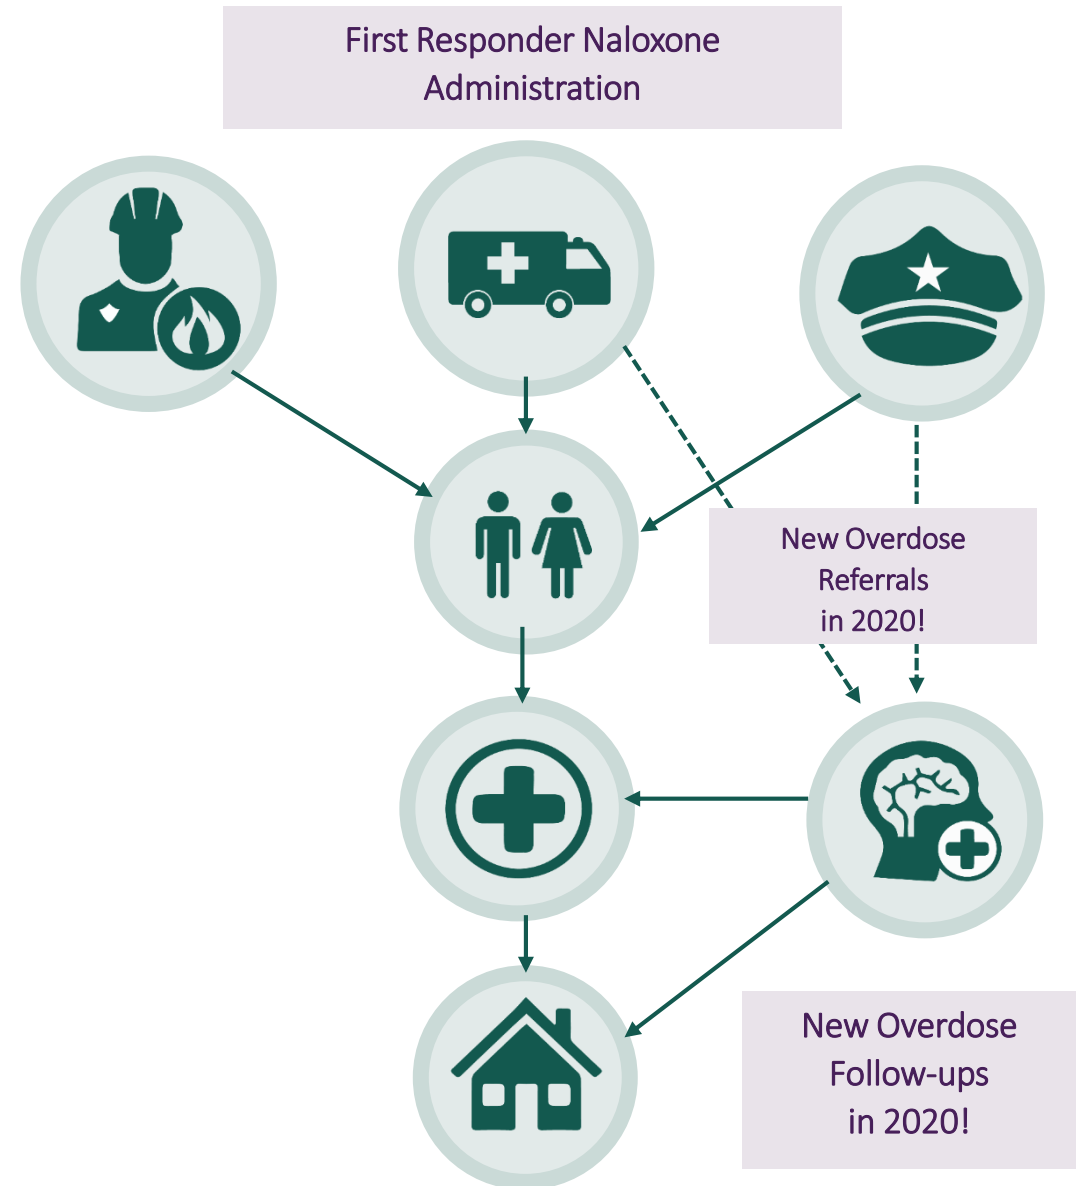 First Responder Naloxone
Administration
New Overdose
Referrals
in 2020!
New Overdose
Follow-ups
in 2020!